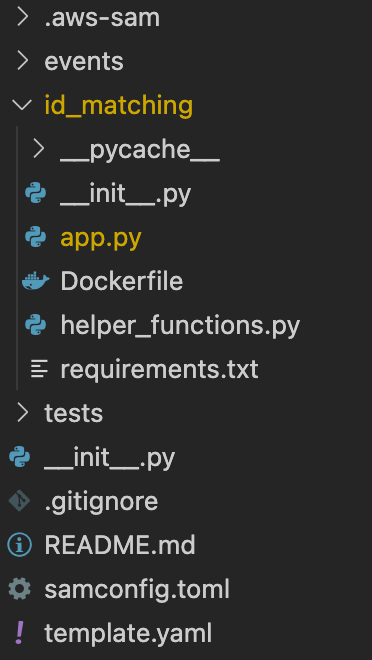 .aws-sam
events
id_matching
__pycache__
__init__.py
app.py
Dockerfile
helper_functions.py
requirements.txt
tests
__init__.py
.gitignore
README.md
samconfig.toml
template.yaml